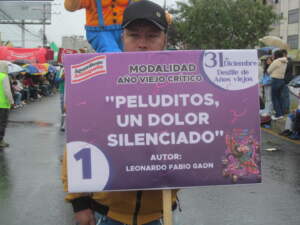 MODALIDAD
AÑO VIEJO CRÍTICO
31 Diciembre
Desfile de
Años viejos
"PELUDITOS,
UN DOLOR
SILENCIADO"
1
AUTOR:
LEONARDO FABIO GAON